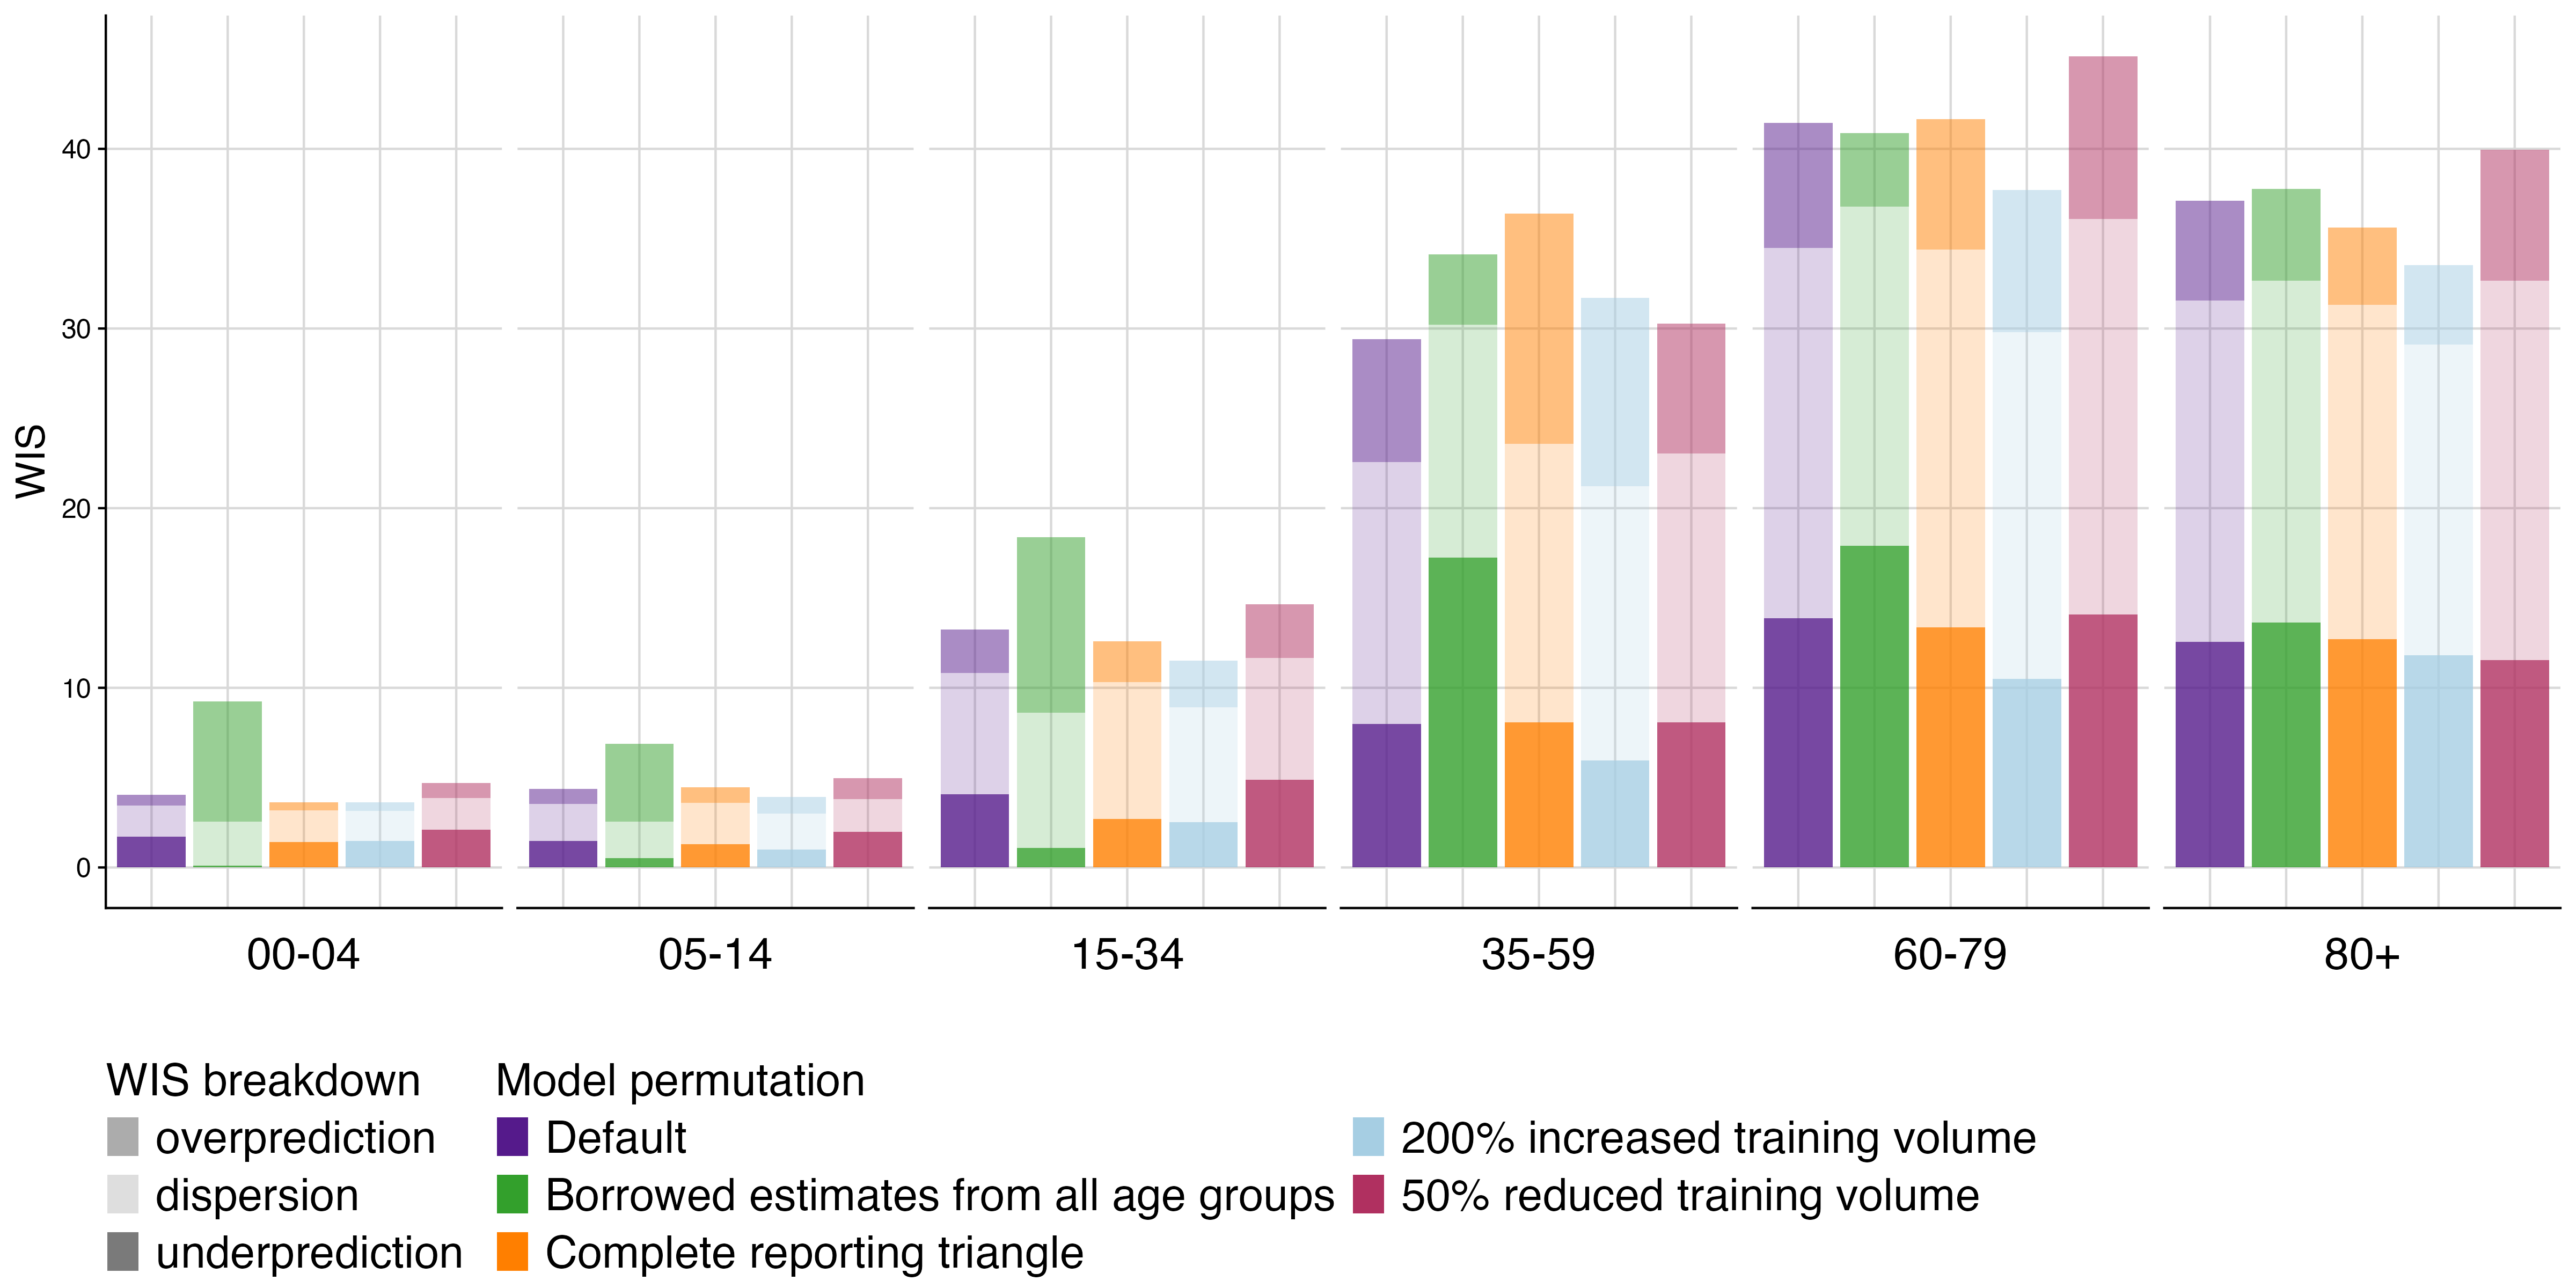 WIS
40
30
20
10
0
00-04
05-14
15-34
35-59
60-79
80+
WIS breakdown
overprediction
dispersion
underprediction
Model permutation
Default
Borrowed estimates from all age groups
Complete reporting triangle
200% increased training volume
50% reduced training volume